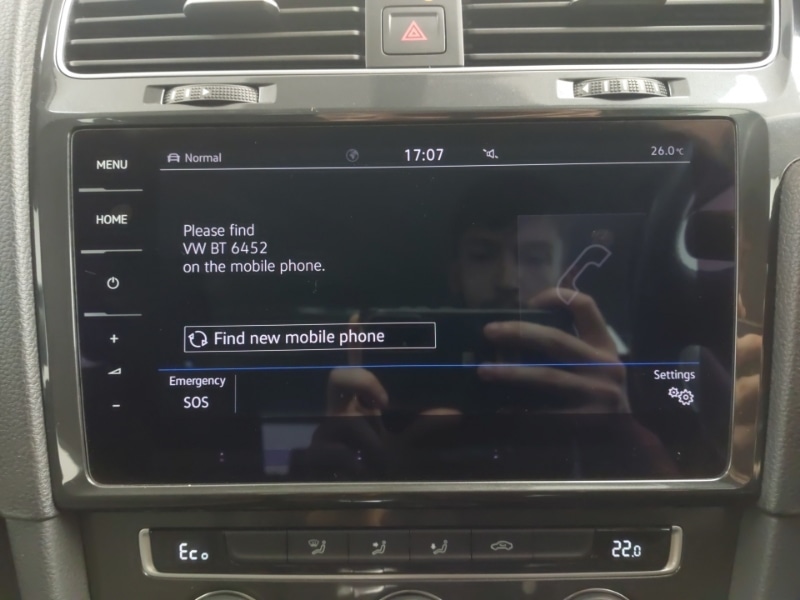 MENU
Normal
17:07
26.0°C
HOME
Please find
VW BT 6452
on the mobile phone.
Find new mobile phone
Emergency
SOS
Settings
Eco
22.0